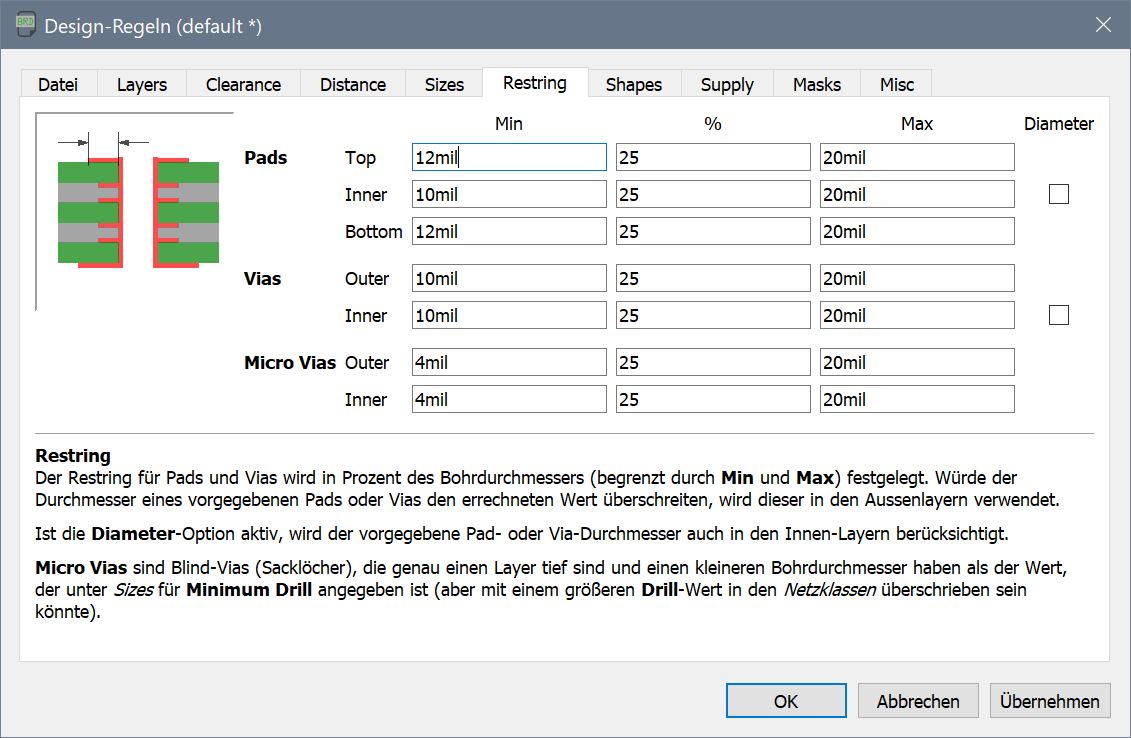 BRD
Design-Regeln (default *)
Datei Layers Clearance Distance Sizes Restring Shapes Supply Masks Misc
Min % Max Diameter
Pads Top 12mil 25 20mil
Inner 10mil 25 20mil
Bottom 12mil 25 20mil
Vias Outer 10mil 25 20mil
Inner 10mil 25 20mil
Micro Vias Outer 4mil 25 20mil
Inner 4mil 25 20mil
Restring
Der Restring für Pads und Vias wird in Prozent des Bohrdurchmessers (begrenzt durch Min und Max) festgelegt. Würde der
Durchmesser eines vorgegebenen Pads oder Vias den errechneten Wert überschreiten, wird dieser in den Aussenlayern verwendet.
Ist die Diameter-Option aktiv, wird der vorgegebene Pad- oder Via-Durchmesser auch in den Innen-Layern berücksichtigt.
Micro Vias sind Blind-Vias (Sacklöcher), die genau einen Layer tief sind und einen kleineren Bohrdurchmesser haben als der Wert,
der unter Sizes für Minimum Drill angegeben ist (aber mit einem größeren Drill-Wert in den Netzklassen überschrieben sein
könnte).
OK Abbrechen Übernehmen